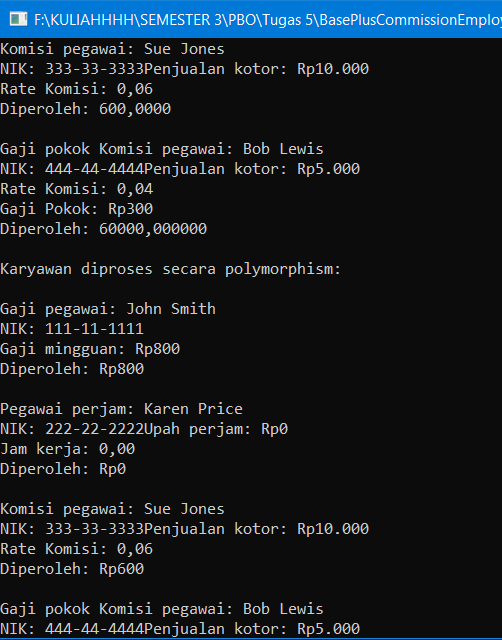 F:\KULIAHHHH\SEMESTER 3\PBO\Tugas 5\BasePlusCommissionEmploy
Komisi pegawai: Sue Jones
NIK: 333-33-3333Penjualan kotor: Rp10.000
Rate Komisi: 0,06
Diperoleh: 600,0000
Gaji pokok Komisi pegawai: Bob Lewis
NIK: 444-44-4444Penjualan kotor: Rp5.000
Rate Komisi: 0,04
Gaji Pokok: Rp300
Diperoleh: 60000,000000
Karyawan diproses secara polymorphism:
Gaji pegawai: John Smith
NIK: 111-11-1111
Gaji mingguan: Rp800
Diperoleh: Rp800
Pegawai perjam: Karen Price
NIK: 222-22-2222Upah perjam: Rp0
Jam kerja: 0,00
Diperoleh: Rp0
Komisi pegawai: Sue Jones
NIK: 333-33-3333Penjualan kotor: Rp10.000
Rate Komisi: 0,06
Diperoleh: Rp600
Gaji pokok Komisi pegawai: Bob Lewis
NIK: 444-44-4444Penjualan kotor: Rp5.000